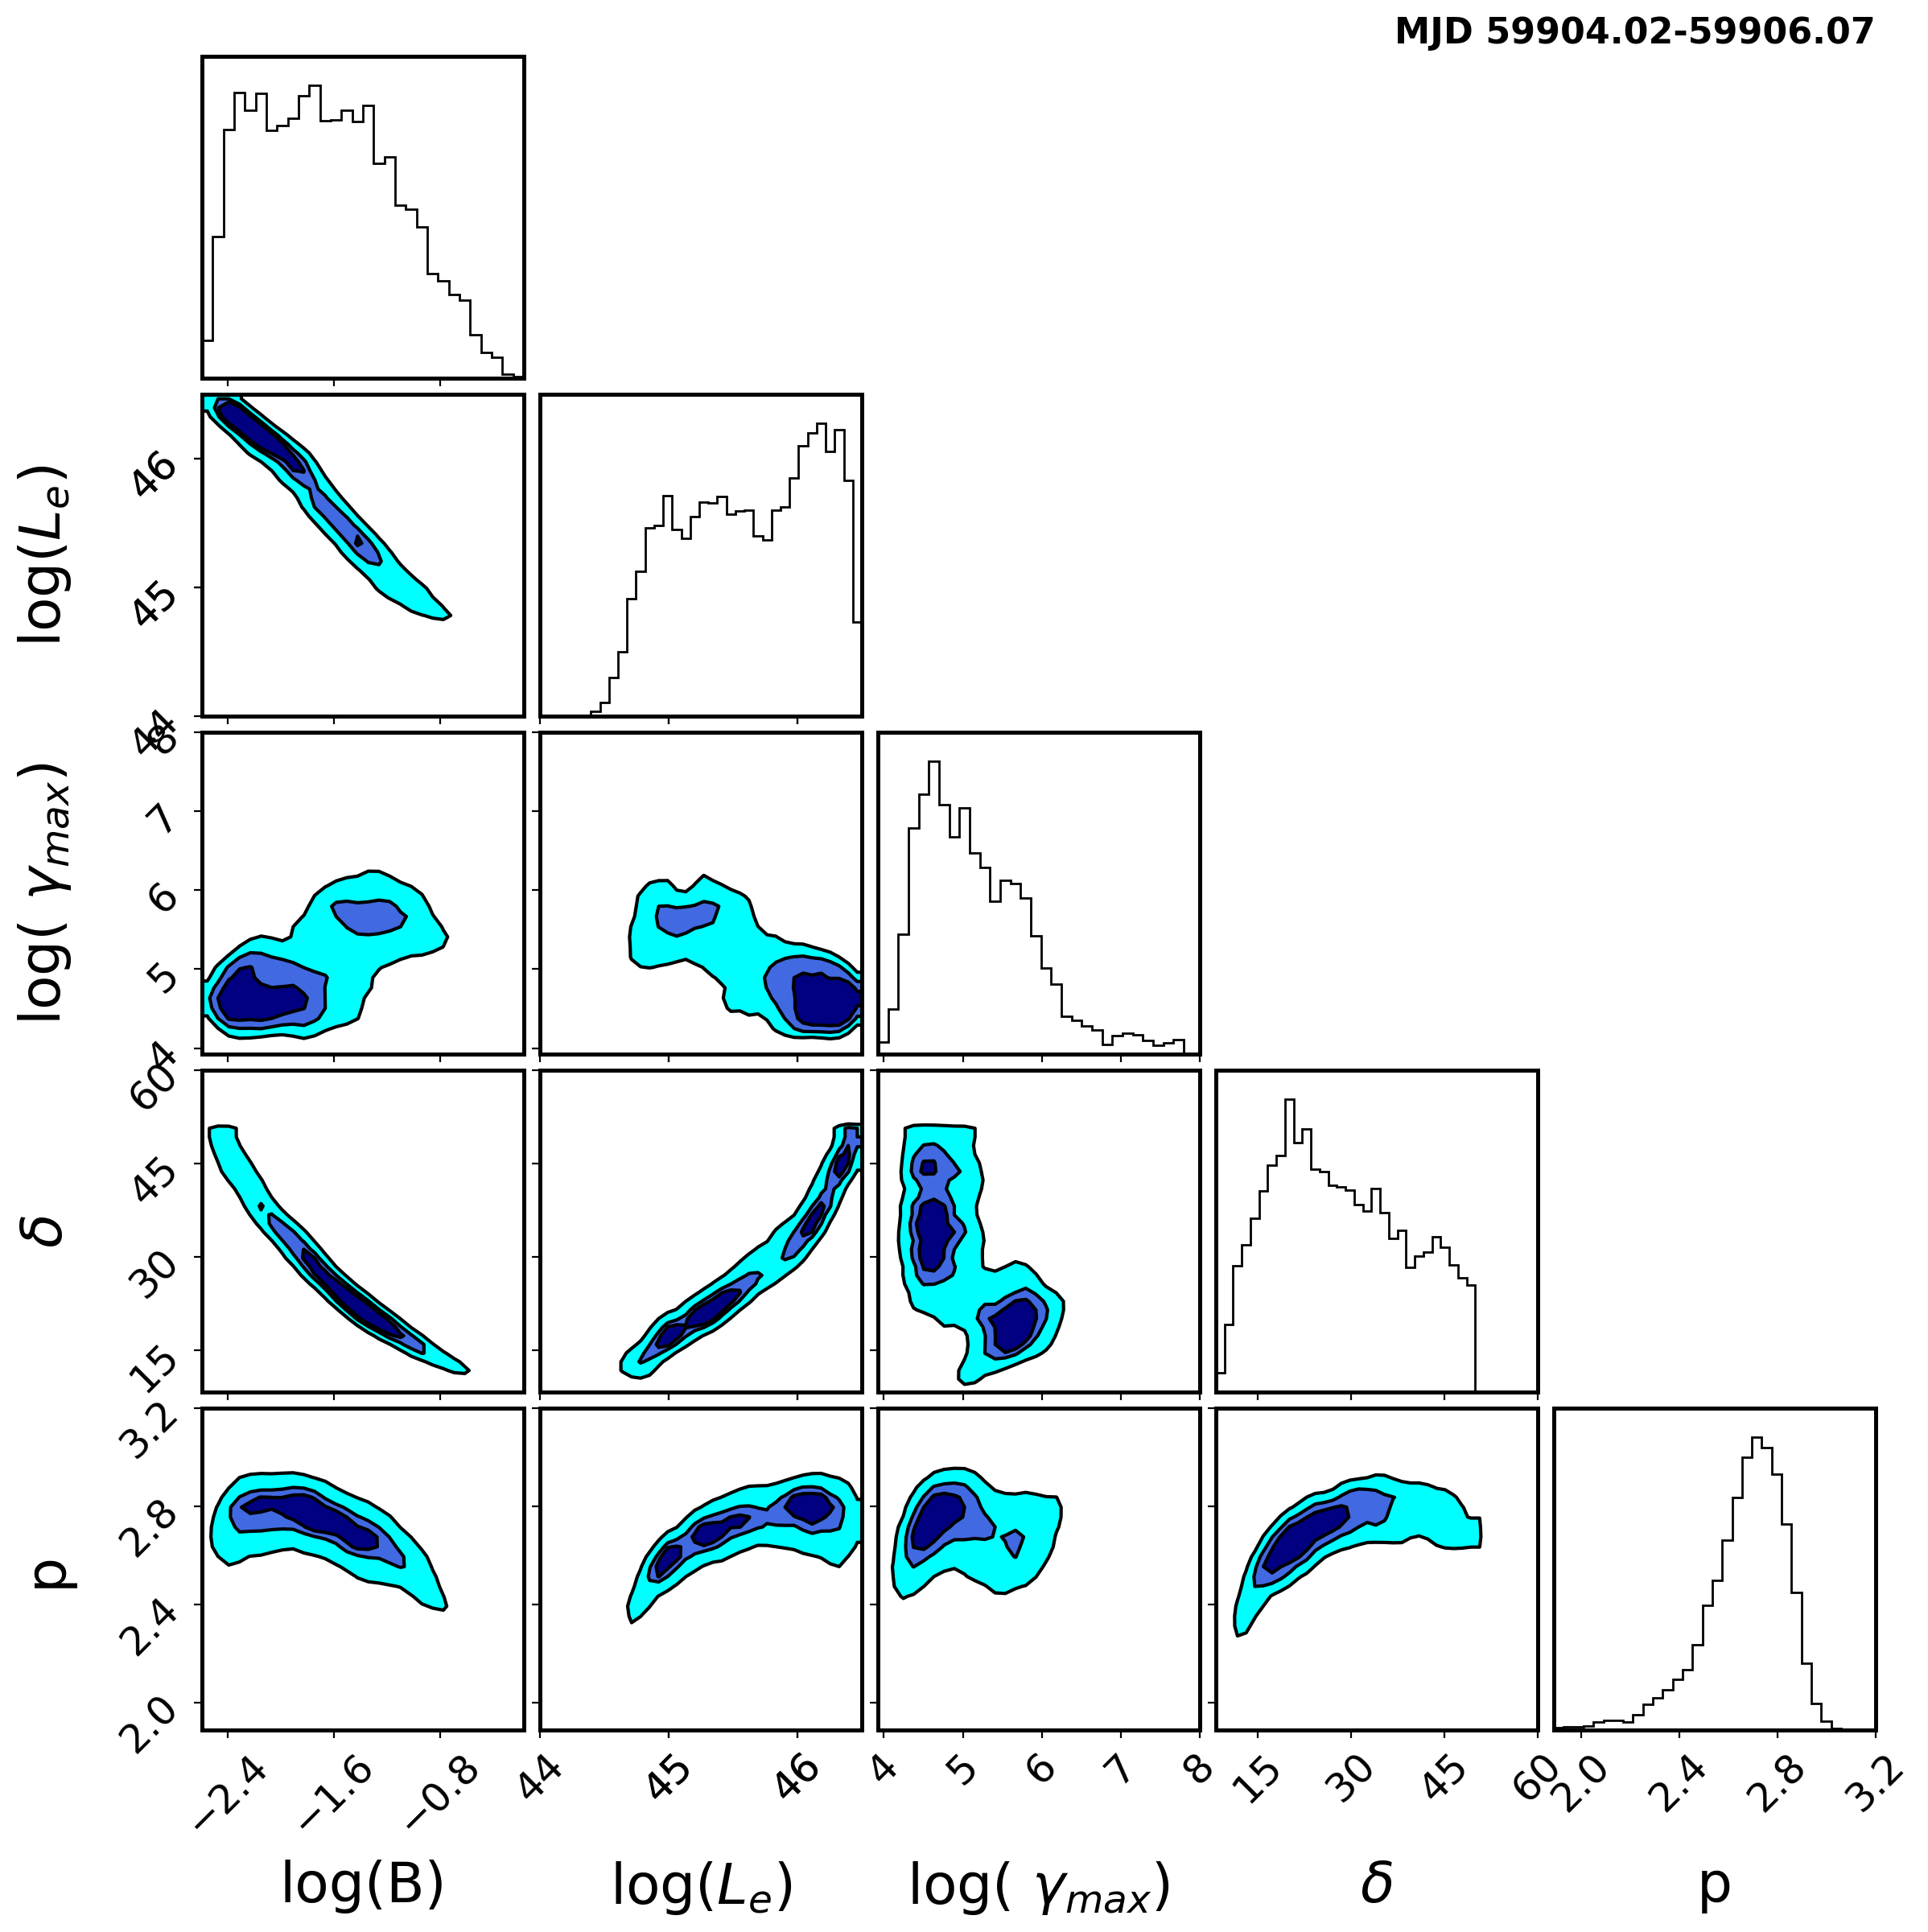 MJD 59904.02-59906.07
log(Lₑ)
46
45
44
log( γ_max)
8
7
6
5
4
δ
60
45
30
15
p
3.2
2.8
2.4
2.0
−2.4 −1.6 −0.8 44 45 46 4 5 6 7 8 15 30 45 60 2.0 2.4 2.8 3.2
log(B) log(Lₑ) log( γ_max) δ p